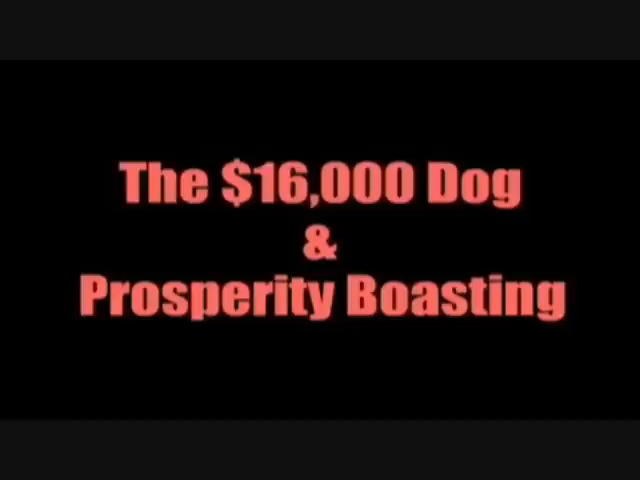 The $16,000 Dog
&
Prosperity Boasting